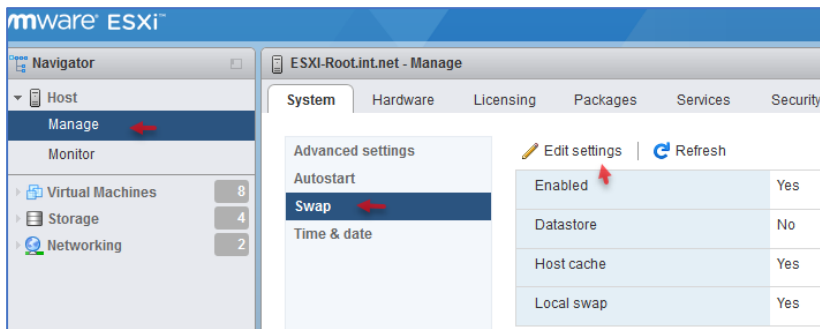 vmware ESXi™
Navigator
ESXI-Root.int.net - Manage
Host
System Hardware Licensing Packages Services Security
Manage
Monitor
Advanced settings
Edit settings Refresh
Autostart
Enabled Yes
Virtual Machines 8
Swap
Storage 4
Datastore No
Time & date
Networking 2
Host cache Yes
Local swap Yes